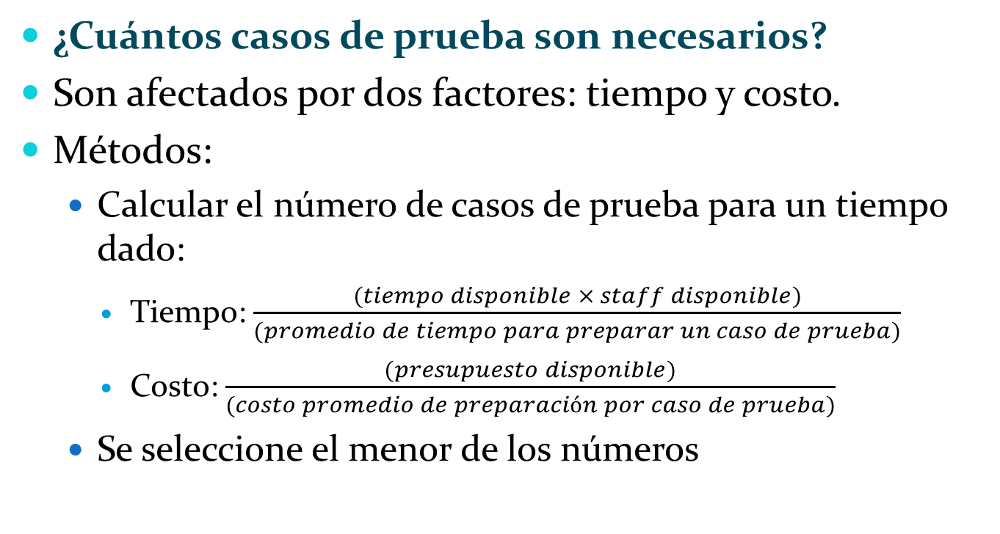 • ¿Cuántos casos de prueba son necesarios?
• Son afectados por dos factores: tiempo y costo.
• Métodos:
• Calcular el número de casos de prueba para un tiempo
dado:
• Tiempo: (tiempo disponible × staff disponible)
(promedio de tiempo para preparar un caso de prueba)
• Costo: (presupuesto disponible)
(costo promedio de preparación por caso de prueba)
• Se seleccione el menor de los números